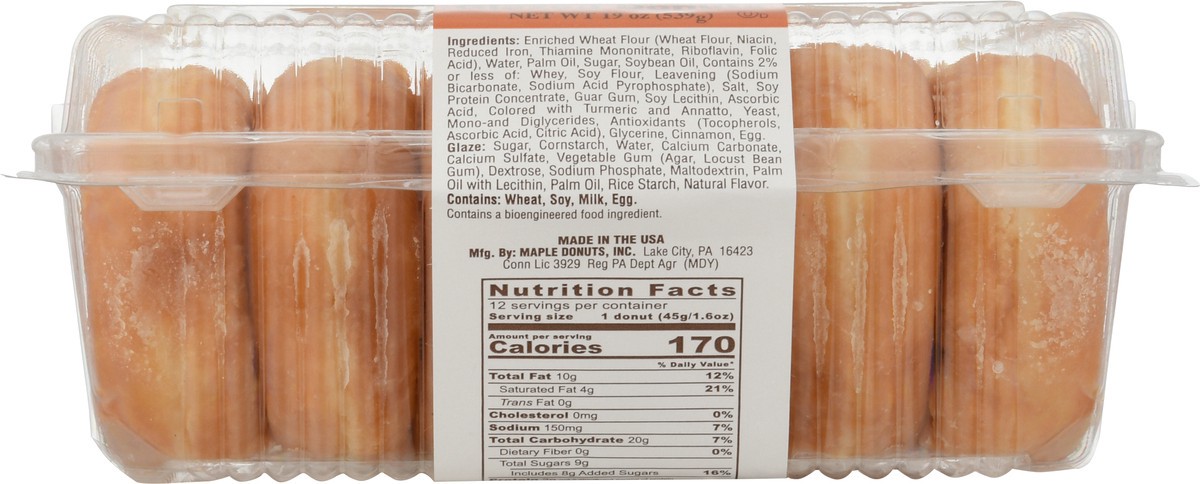 NET WT 19 oz (539g)
Ingredients: Enriched Wheat Flour (Wheat Flour, Niacin,
Reduced Iron, Thiamine Mononitrate, Riboflavin, Folic
Acid), Water, Palm Oil, Sugar, Soybean Oil, Contains 2%
or less of: Whey, Soy Flour, Leavening (Sodium
Bicarbonate, Sodium Acid Pyrophosphate), Salt, Soy
Protein Concentrate, Guar Gum, Soy Lecithin, Ascorbic
Acid, Colored with Turmeric and Annatto, Yeast,
Mono-and Diglycerides, Antioxidants (Tocopherols,
Ascorbic Acid, Citric Acid), Glycerine, Cinnamon, Egg.
Glaze: Sugar, Cornstarch, Water, Calcium Carbonate,
Calcium Sulfate, Vegetable Gum (Agar, Locust Bean
Gum), Dextrose, Sodium Phosphate, Maltodextrin, Palm
Oil with Lecithin, Palm Oil, Rice Starch, Natural Flavor.
Contains: Wheat, Soy, Milk, Egg.
Contains a bioengineered food ingredient.
MADE IN THE USA
Mfg. By: MAPLE DONUTS, INC. Lake City, PA 16423
Conn Lic 3929 Reg PA Dept Agr (MDY)
Nutrition Facts
12 servings per container
Serving size 1 donut (45g/1.6oz)
Amount per serving
Calories 170
% Daily Value*
Total Fat 10g 12%
Saturated Fat 4g 21%
Trans Fat 0g
Cholesterol 0mg 0%
Sodium 150mg 7%
Total Carbohydrate 20g 7%
Dietary Fiber 0g 0%
Total Sugars 9g
Includes 8g Added Sugars 16%
Protein